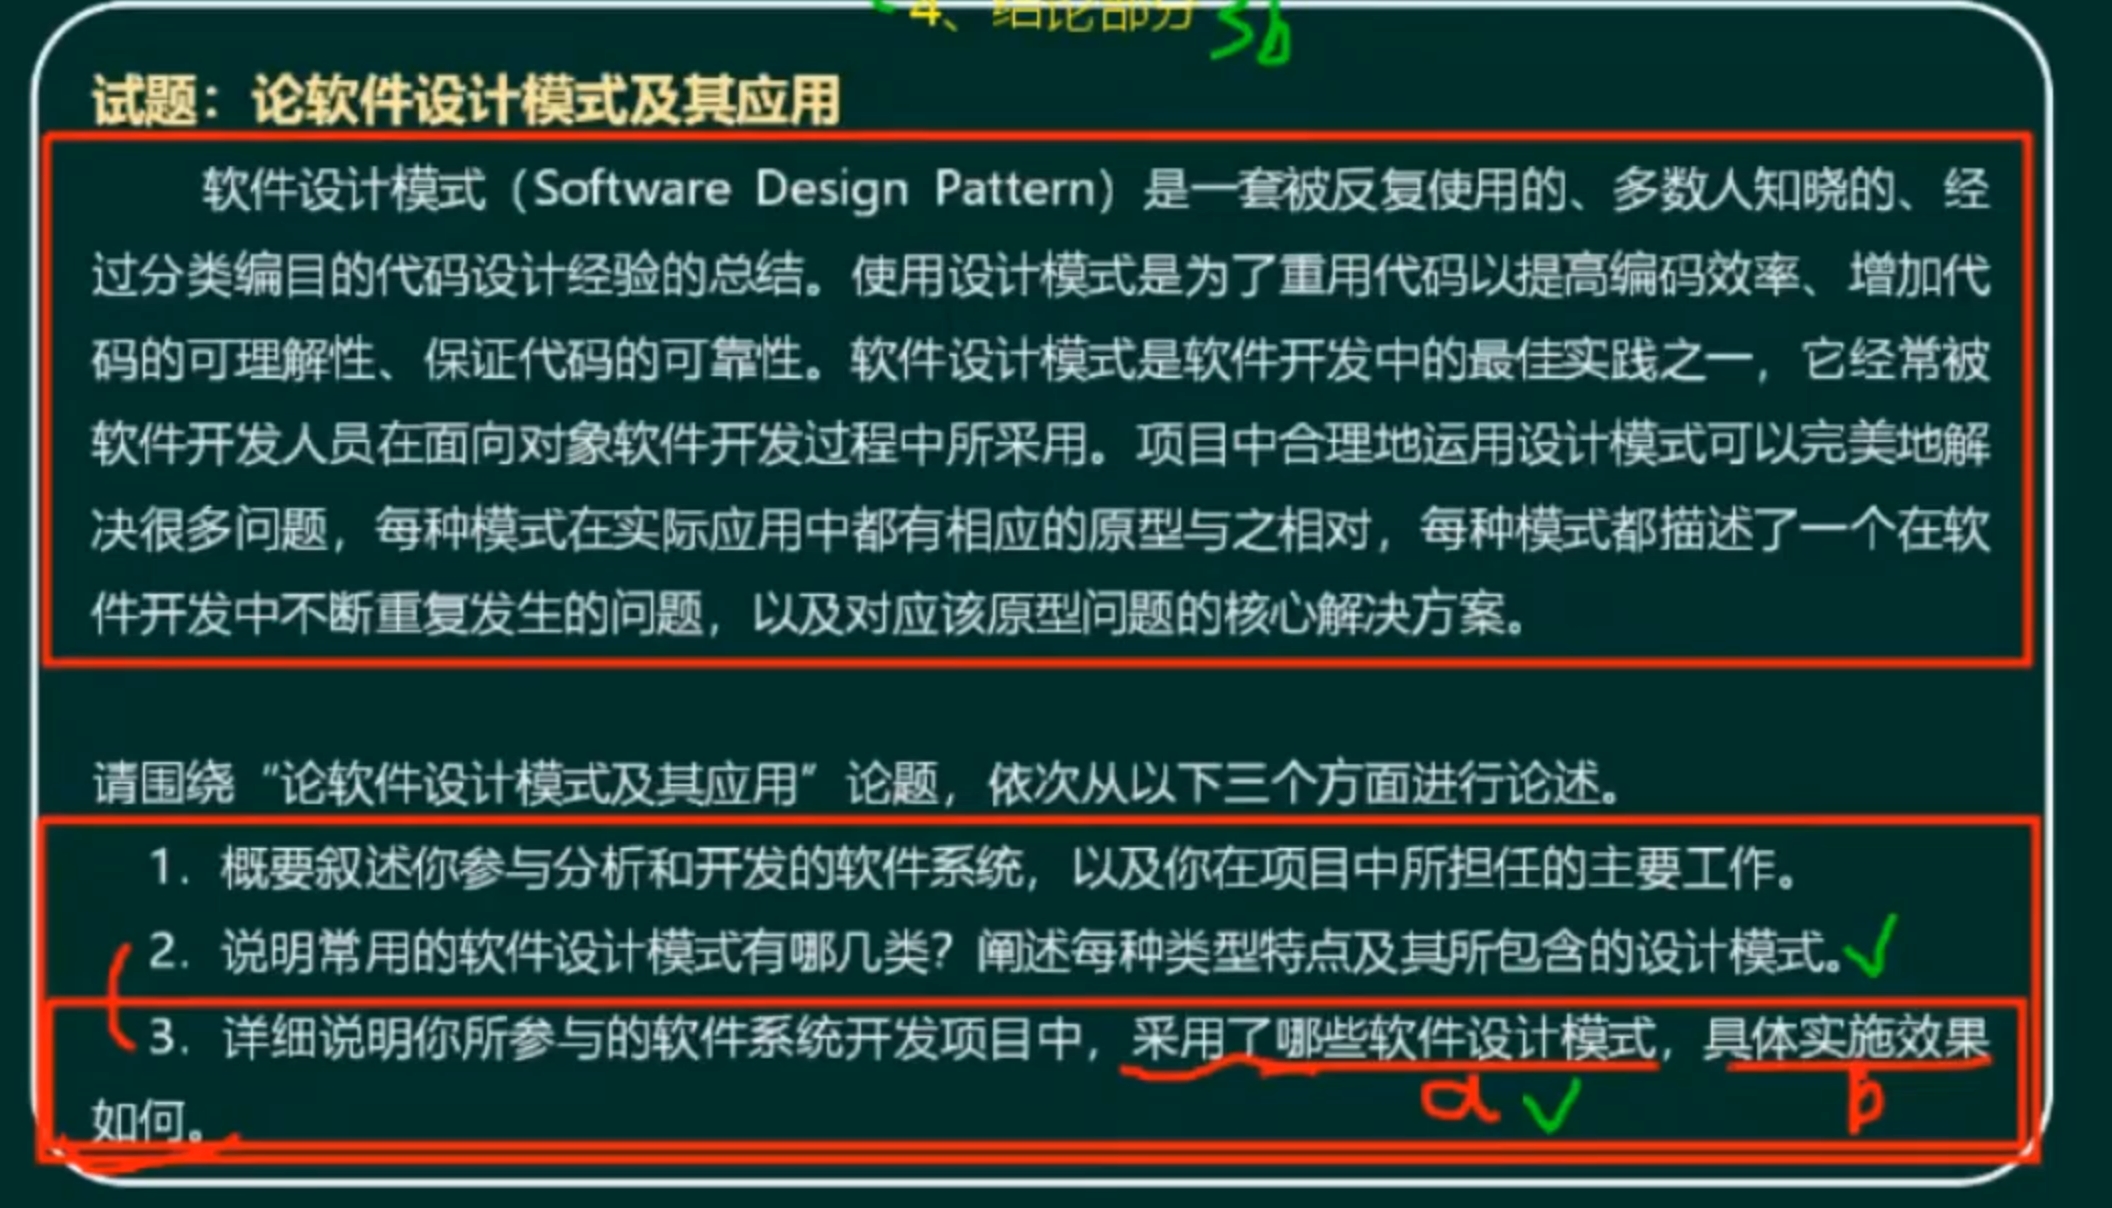 4、结论部分 3b
试题：论软件设计模式及其应用
软件设计模式（Software Design Pattern）是一套被反复使用的、多数人知晓的、经
过分类编目的代码设计经验的总结。使用设计模式是为了重用代码以提高编码效率、增加代
码的可理解性、保证代码的可靠性。软件设计模式是软件开发中的最佳实践之一，它经常被
软件开发人员在面向对象软件开发过程中所采用。项目中合理地运用设计模式可以完美地解
决很多问题，每种模式在实际应用中都有相应的原型与之相对，每种模式都描述了一个在软
件开发中不断重复发生的问题，以及对应该原型问题的核心解决方案。
请围绕“论软件设计模式及其应用”论题，依次从以下三个方面进行论述。
1. 概要叙述你参与分析和开发的软件系统，以及你在项目中所担任的主要工作。
2. 说明常用的软件设计模式有哪几类？阐述每种类型特点及其所包含的设计模式。
3. 详细说明你所参与的软件系统开发项目中，采用了哪些软件设计模式，具体实施效果
a b
如何。